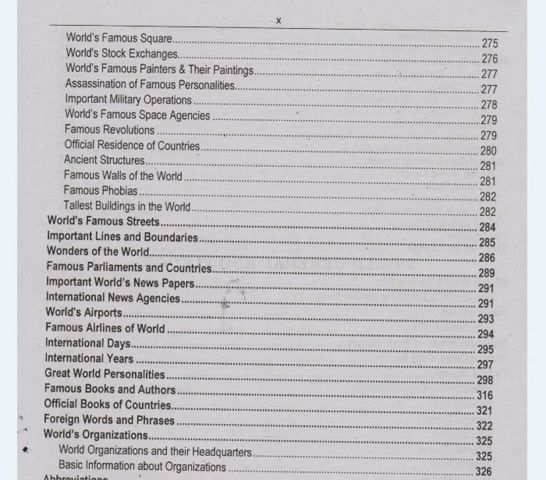 x
World's Famous Square 275
World's Stock Exchanges 276
World's Famous Painters & Their Paintings 277
Assassination of Famous Personalities 277
Important Military Operations 278
World's Famous Space Agencies 279
Famous Revolutions 279
Official Residence of Countries 280
Ancient Structures 281
Famous Walls of the World 281
Famous Phobias 282
Tallest Buildings in the World 282
World's Famous Streets 284
Important Lines and Boundaries 285
Wonders of the World 286
Famous Parliaments and Countries 289
Important World's News Papers 291
International News Agencies 291
World's Airports 293
Famous Airlines of World 294
International Days 295
International Years 297
Great World Personalities 298
Famous Books and Authors 316
Official Books of Countries 321
Foreign Words and Phrases 322
World's Organizations 325
World Organizations and their Headquarters 325
Basic Information about Organizations 326
Abbreviations